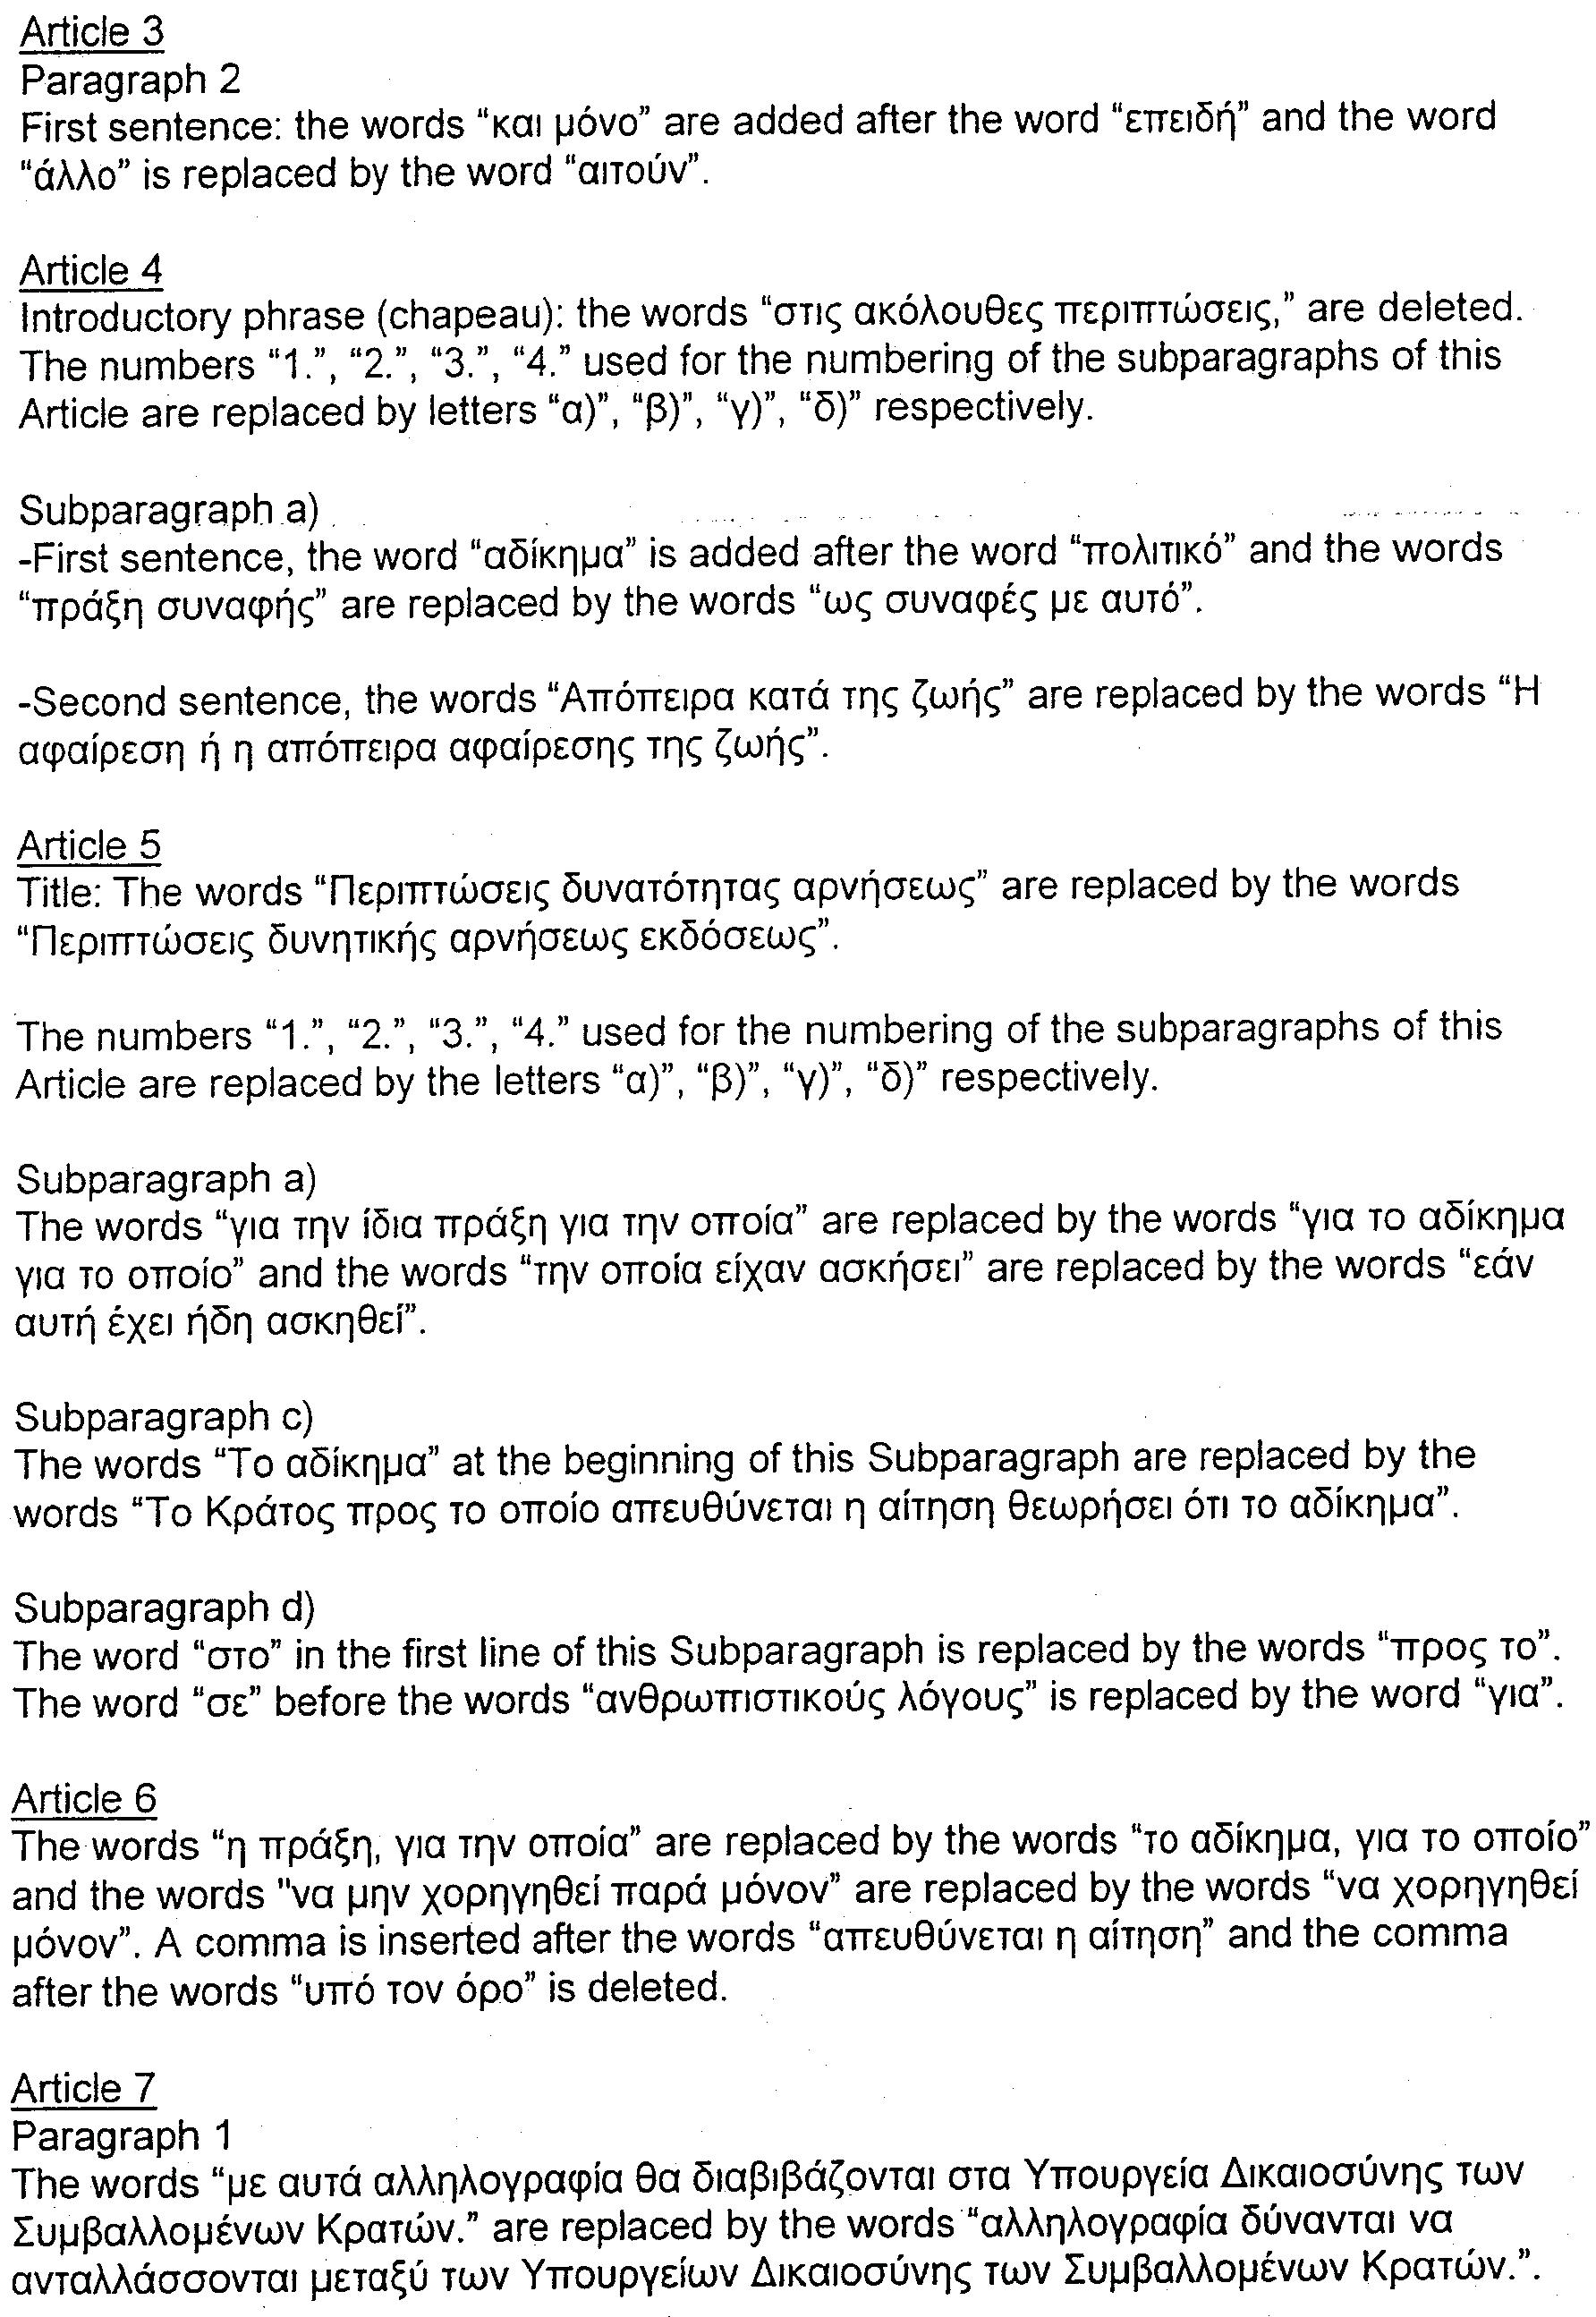 Article 3
Paragraph 2
First sentence: the words “και μόνο” are added after the word “επειδή” and the word
“άλλο” is replaced by the word “αιτούν”.
Article 4
Introductory phrase (chapeau): the words “στις ακόλουθες περιπτώσεις,” are deleted.
The numbers “1.”, “2.”, “3.”, “4.” used for the numbering of the subparagraphs of this
Article are replaced by letters “α)”, “β)”, “γ)”, “δ)” respectively.
Subparagraph a)
-First sentence, the word “αδίκημα” is added after the word “πολιτικό” and the words
“πράξη συναφής” are replaced by the words “ως συναφές με αυτό”.
-Second sentence, the words “Απόπειρα κατά της ζωής” are replaced by the words “Η
αφαίρεση ή η απόπειρα αφαίρεσης της ζωής”.
Article 5
Title: The words “Περιπτώσεις δυνατότητας αρνήσεως” are replaced by the words
“Περιπτώσεις δυνητικής αρνήσεως εκδόσεως”.
The numbers “1.”, “2.”, “3.”, “4.” used for the numbering of the subparagraphs of this
Article are replaced by the letters “α)”, “β)”, “γ)”, “δ)” respectively.
Subparagraph a)
The words “για την ίδια πράξη για την οποία” are replaced by the words “για το αδίκημα
για το οποίο” and the words “την οποία είχαν ασκήσει” are replaced by the words “εάν
αυτή έχει ήδη ασκηθεί”.
Subparagraph c)
The words “Το αδίκημα” at the beginning of this Subparagraph are replaced by the
words “Το Κράτος προς το οποίο απευθύνεται η αίτηση θεωρήσει ότι το αδίκημα”.
Subparagraph d)
The word “στο” in the first line of this Subparagraph is replaced by the words “προς το”.
The word “σε” before the words “ανθρωπιστικούς λόγους” is replaced by the word “για”.
Article 6
The words “η πράξη, για την οποία” are replaced by the words “το αδίκημα, για το οποίο”
and the words "να μην χορηγηθεί παρά μόνον” are replaced by the words “να χορηγηθεί
μόνον”. A comma is inserted after the words “απευθύνεται η αίτηση” and the comma
after the words “υπό τον όρο” is deleted.
Article 7
Paragraph 1
The words “με αυτά αλληλογραφία θα διαβιβάζονται στα Υπουργεία Δικαιοσύνης των
Συμβαλλομένων Κρατών.” are replaced by the words “αλληλογραφία δύνανται να
ανταλλάσσονται μεταξύ των Υπουργείων Δικαιοσύνης των Συμβαλλομένων Κρατών.”.